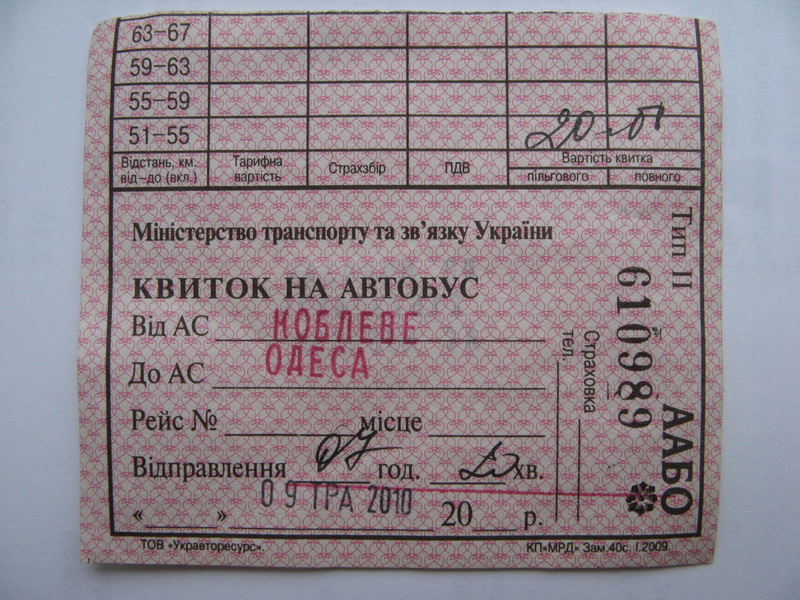 63–67
59–63
55–59
51–55
Відстань, км. від–до (вкл.)
Тарифна вартість
Страхзбір
ПДВ
Вартість квитка
пільгового
повного
Міністерство транспорту та зв'язку України
КВИТОК НА АВТОБУС
Від АС КОБЛЕВЕ
До АС ОДЕСА
Рейс № місце
Відправлення год. хв.
09 ТРА 2010
« » 20 р.
ТОВ «Укравторесурс».
КП«МРД» Зам.40с. І.2009.
Тип ІІ
610989
Страховка
тел.
ААБО